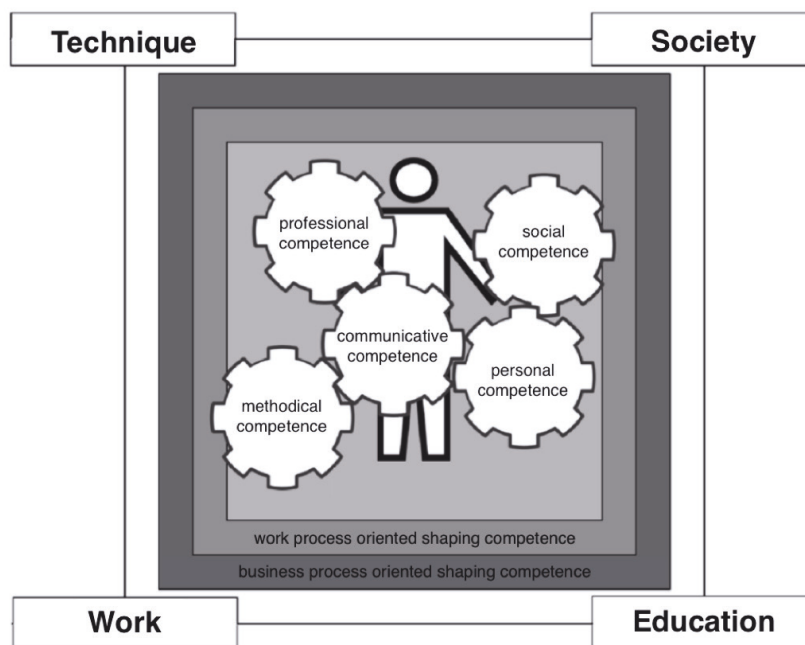 Technique
Society
professional
competence
social
competence
communicative
competence
personal
competence
methodical
competence
work process oriented shaping competence
business process oriented shaping competence
Work
Education